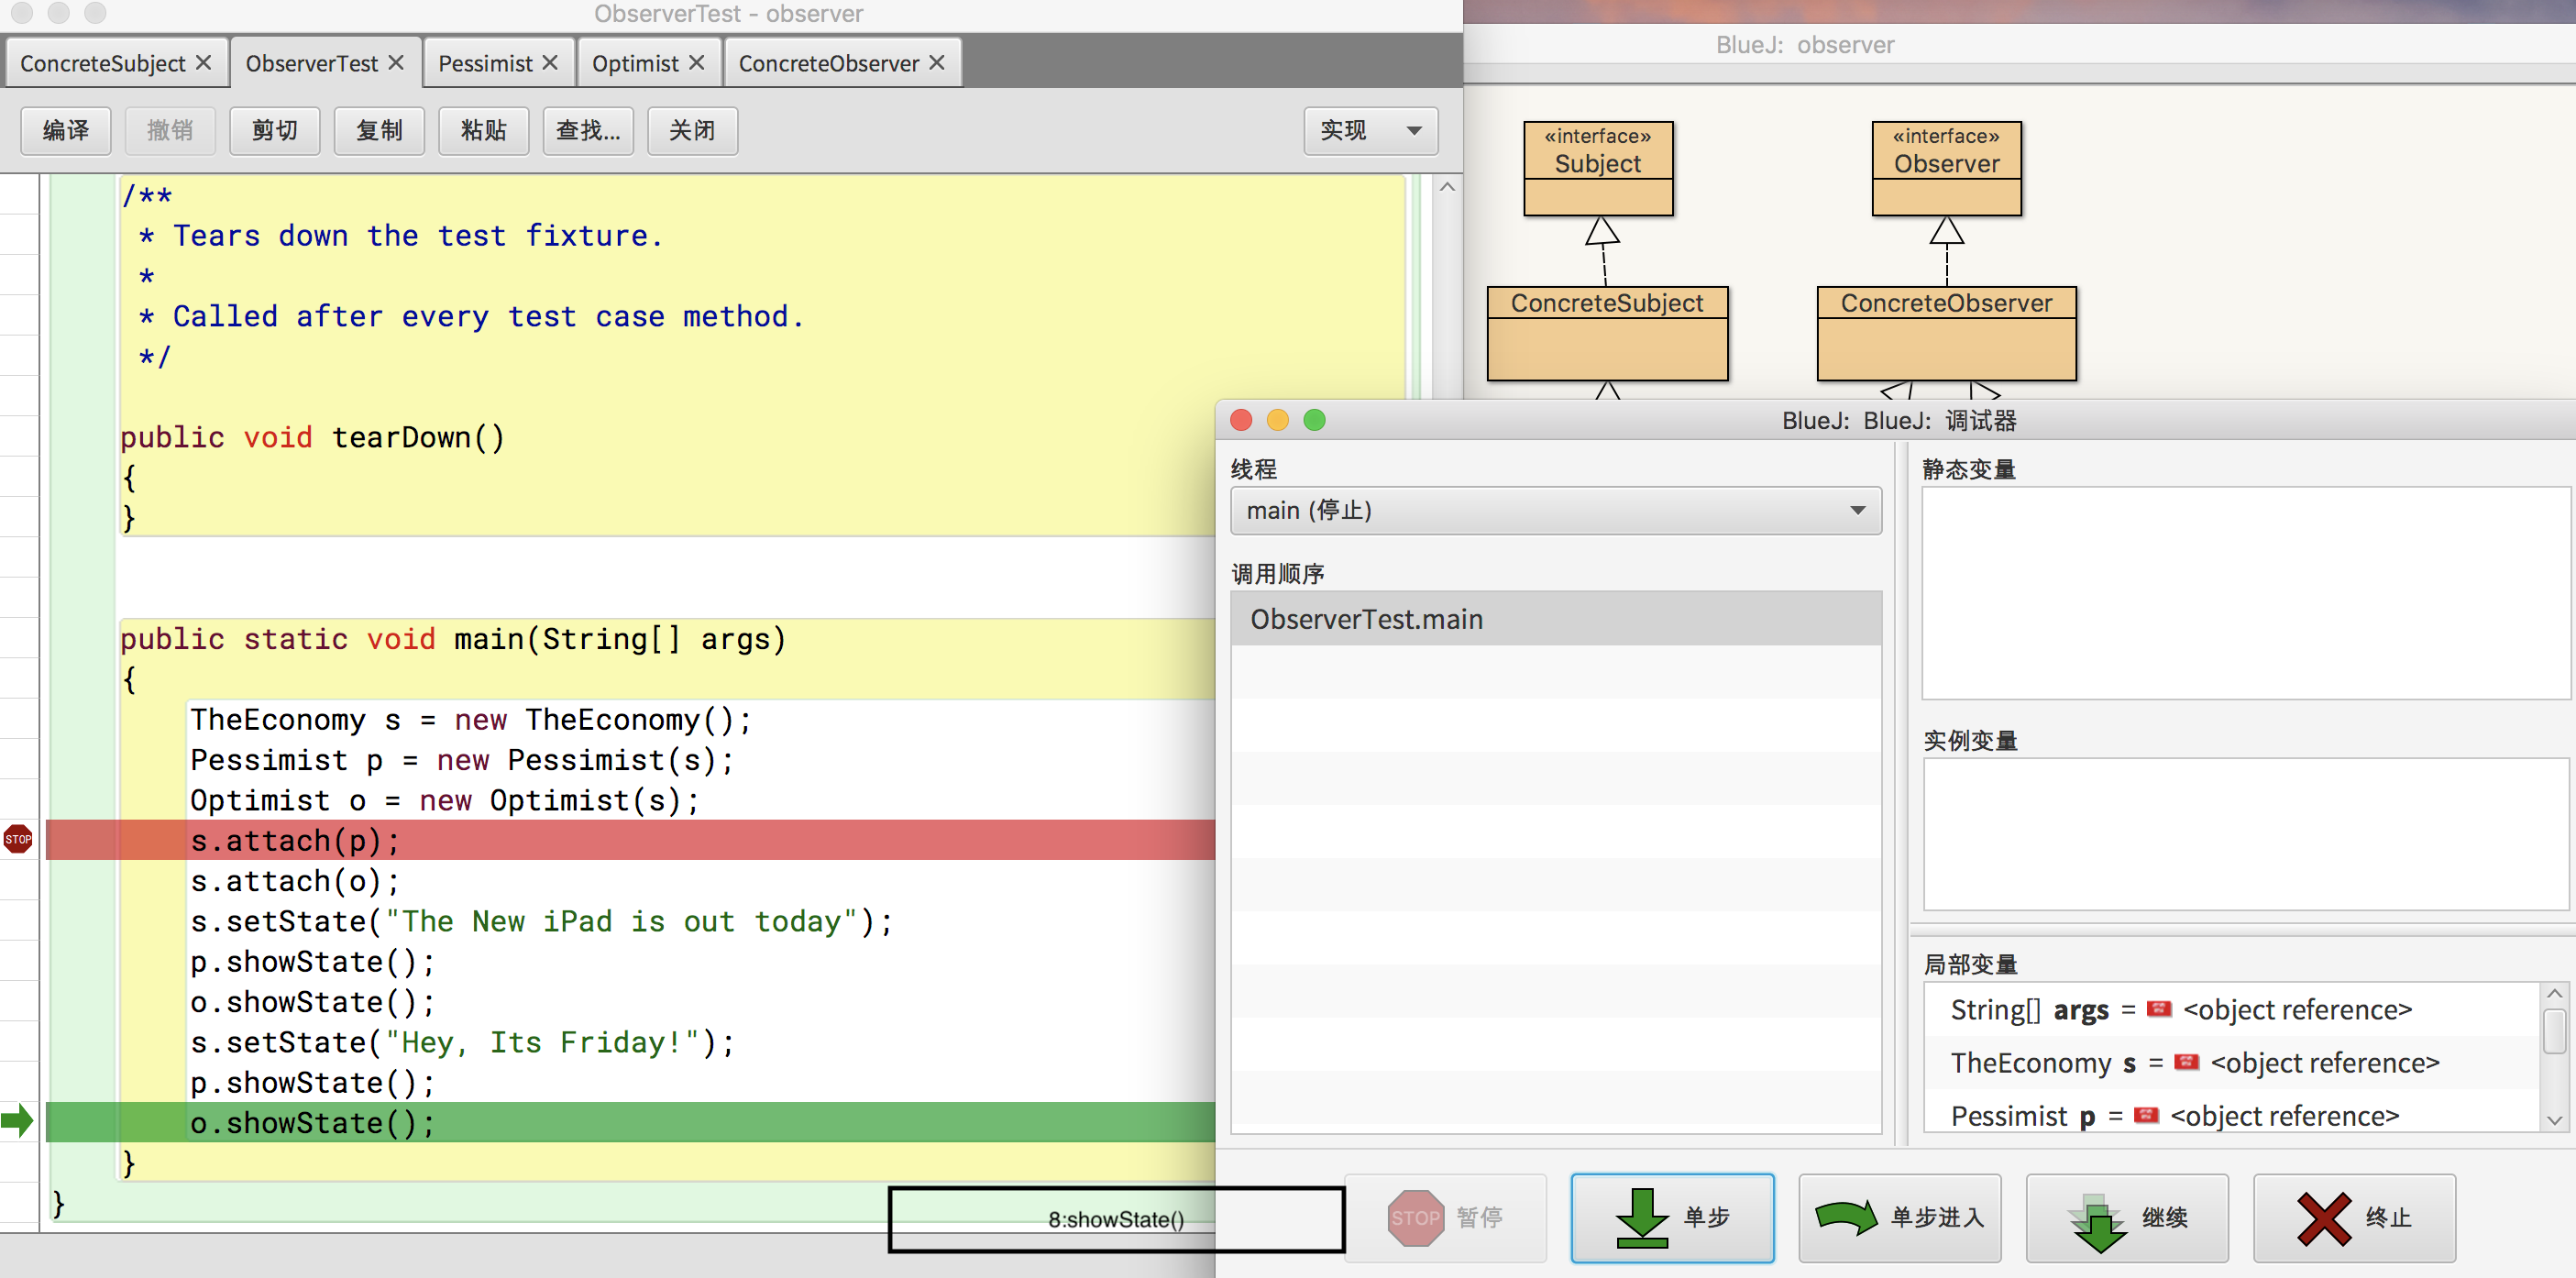 ObserverTest - observer
ConcreteSubject ✕ ObserverTest ✕ Pessimist ✕ Optimist ✕ ConcreteObserver ✕
编译 撤销 剪切 复制 粘贴 查找... 关闭 实现
/**
* Tears down the test fixture.
*
* Called after every test case method.
*/
public void tearDown()
{
}
public static void main(String[] args)
{
TheEconomy s = new TheEconomy();
Pessimist p = new Pessimist(s);
Optimist o = new Optimist(s);
STOP s.attach(p);
s.attach(o);
s.setState("The New iPad is out today");
p.showState();
o.showState();
s.setState("Hey, Its Friday!");
p.showState();
o.showState();
}
}
8:showState()
BlueJ: observer
«interface»
Subject
«interface»
Observer
ConcreteSubject
ConcreteObserver
BlueJ: BlueJ: 调试器
线程
main (停止)
调用顺序
ObserverTest.main
静态变量
实例变量
局部变量
String[] args = <object reference>
TheEconomy s = <object reference>
Pessimist p = <object reference>
STOP 暂停 单步 单步进入 继续 终止